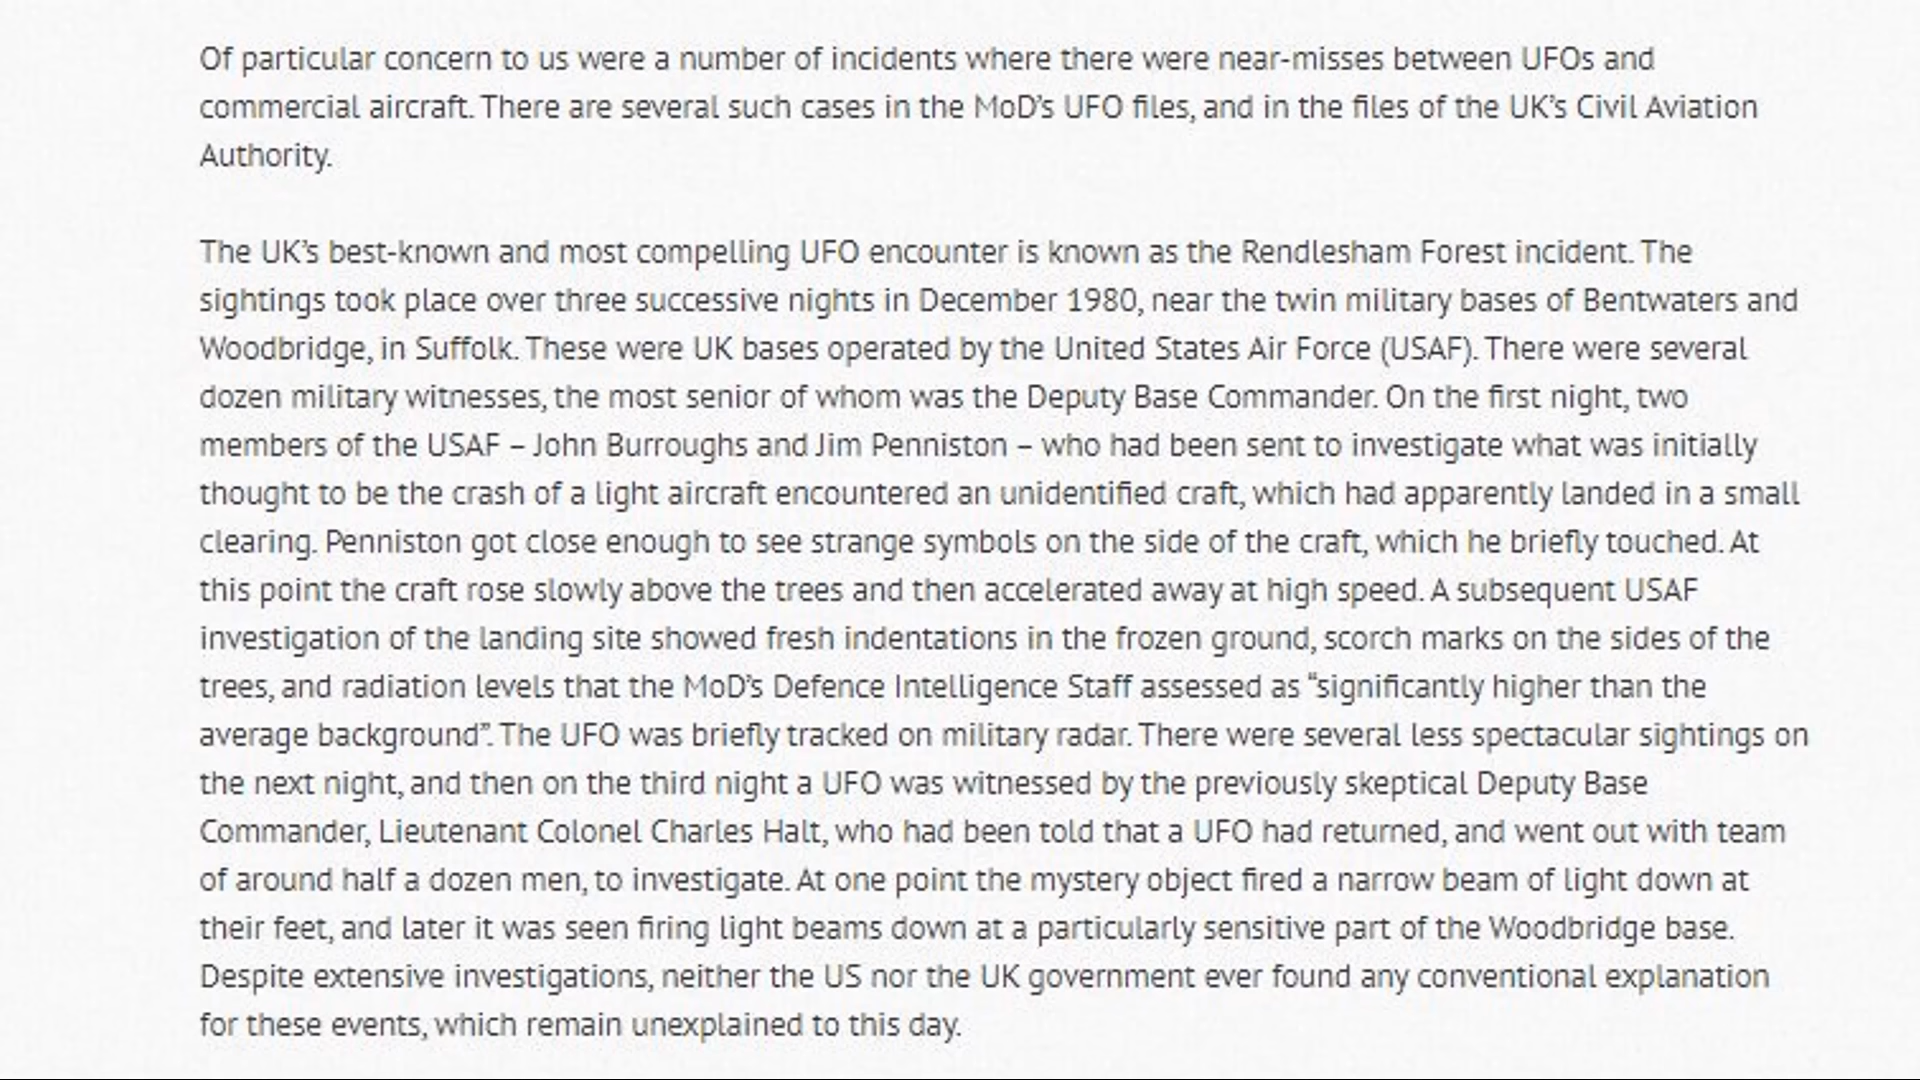 Of particular concern to us were a number of incidents where there were near-misses between UFOs and
commercial aircraft. There are several such cases in the MoD’s UFO files, and in the files of the UK’s Civil Aviation
Authority.
The UK’s best-known and most compelling UFO encounter is known as the Rendlesham Forest incident. The
sightings took place over three successive nights in December 1980, near the twin military bases of Bentwaters and
Woodbridge, in Suffolk. These were UK bases operated by the United States Air Force (USAF). There were several
dozen military witnesses, the most senior of whom was the Deputy Base Commander. On the first night, two
members of the USAF – John Burroughs and Jim Penniston – who had been sent to investigate what was initially
thought to be the crash of a light aircraft encountered an unidentified craft, which had apparently landed in a small
clearing. Penniston got close enough to see strange symbols on the side of the craft, which he briefly touched. At
this point the craft rose slowly above the trees and then accelerated away at high speed. A subsequent USAF
investigation of the landing site showed fresh indentations in the frozen ground, scorch marks on the sides of the
trees, and radiation levels that the MoD’s Defence Intelligence Staff assessed as “significantly higher than the
average background”. The UFO was briefly tracked on military radar. There were several less spectacular sightings on
the next night, and then on the third night a UFO was witnessed by the previously skeptical Deputy Base
Commander, Lieutenant Colonel Charles Halt, who had been told that a UFO had returned, and went out with team
of around half a dozen men, to investigate. At one point the mystery object fired a narrow beam of light down at
their feet, and later it was seen firing light beams down at a particularly sensitive part of the Woodbridge base.
Despite extensive investigations, neither the US nor the UK government ever found any conventional explanation
for these events, which remain unexplained to this day.